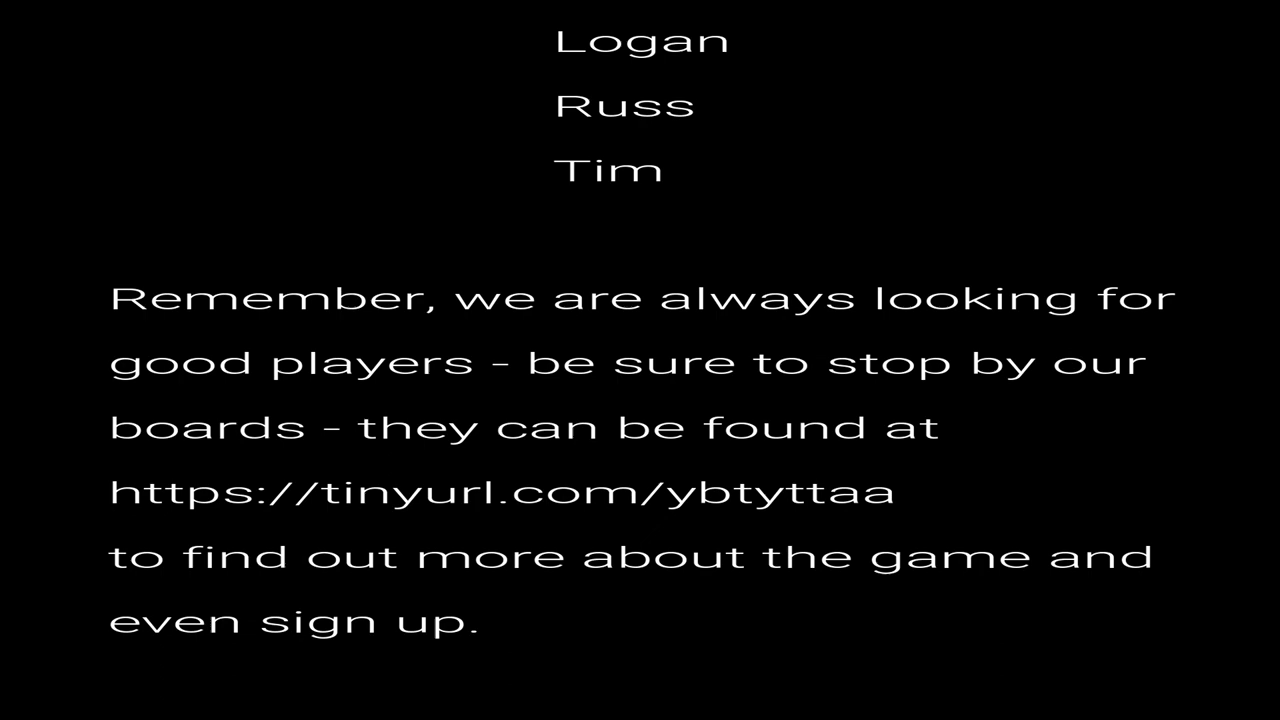 Logan
Russ
Tim
Remember, we are always looking for
good players - be sure to stop by our
boards - they can be found at
https://tinyurl.com/ybtyttaa
to find out more about the game and
even sign up.